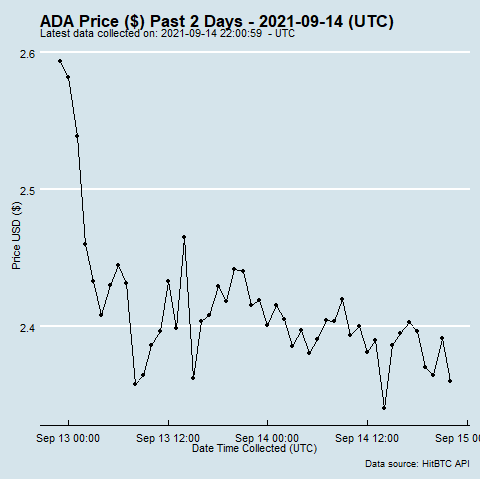 ADA Price ($) Past 2 Days - 2021-09-14 (UTC)
Latest data collected on: 2021-09-14 22:00:59  - UTC
2.6
2.5
2.4
Price USD ($)
Sep 13 00:00
Sep 13 12:00
Sep 14 00:00
Sep 14 12:00
Sep 15 00
Date Time Collected (UTC)
Data source: HitBTC API